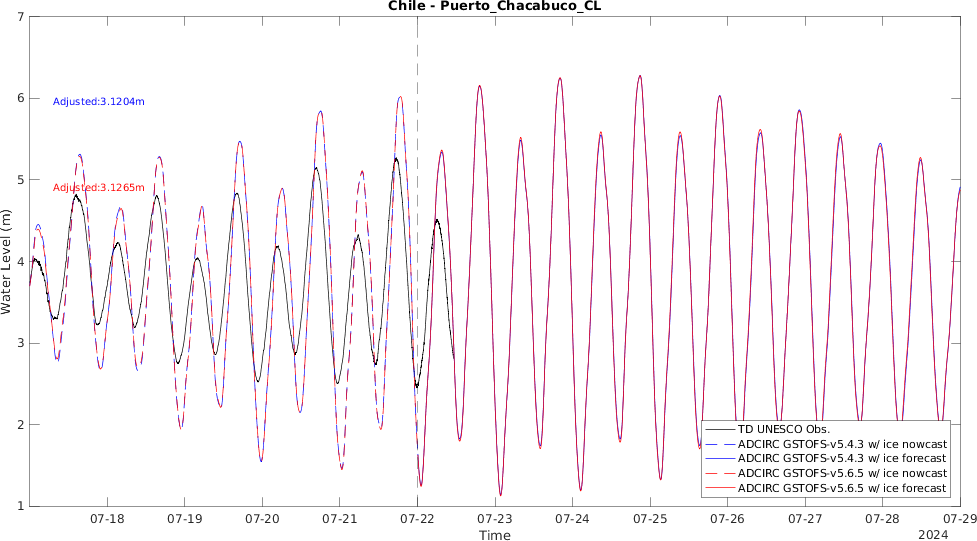 Chile - Puerto_Chacabuco_CL
7
6
5
4
3
2
1
Water Level (m)
Adjusted:3.1204m
Adjusted:3.1265m
TD UNESCO Obs.
ADCIRC GSTOFS-v5.4.3 w/ ice nowcast
ADCIRC GSTOFS-v5.4.3 w/ ice forecast
ADCIRC GSTOFS-v5.6.5 w/ ice nowcast
ADCIRC GSTOFS-v5.6.5 w/ ice forecast
07-18 07-19 07-20 07-21 07-22 07-23 07-24 07-25 07-26 07-27 07-28 07-29
Time
2024